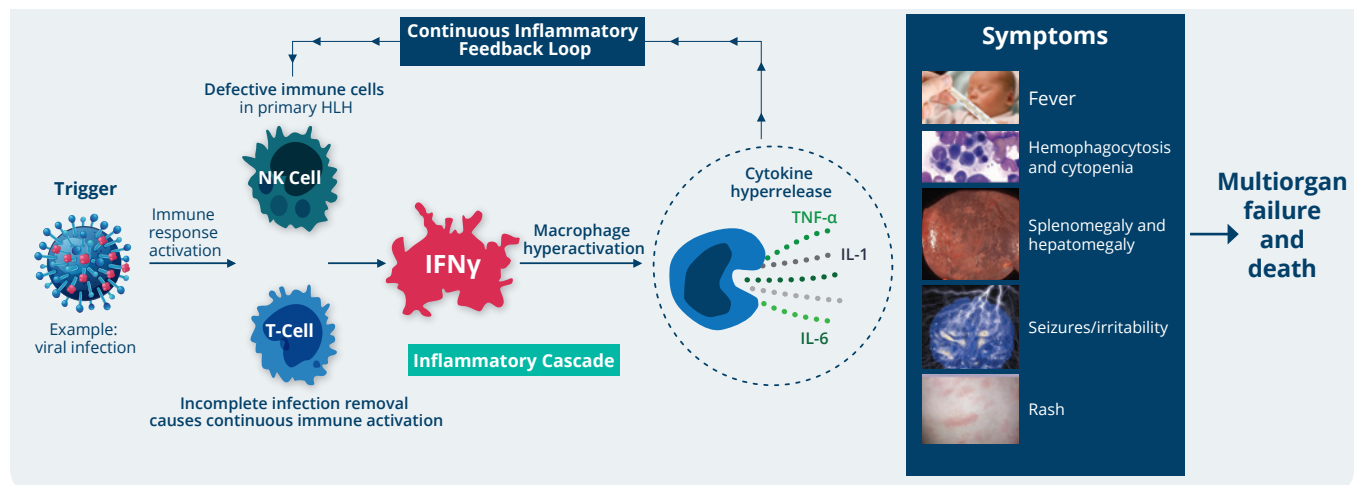 Continuous Inflammatory
Feedback Loop
Defective immune cells
in primary HLH
NK Cell
Trigger
Immune
response
activation
Example:
viral infection
T-Cell
Incomplete infection removal
causes continuous immune activation
IFNγ
Inflammatory Cascade
Macrophage
hyperactivation
Cytokine
hyperrelease
TNF-α
IL-1
IL-6
Symptoms
Fever
Hemophagocytosis
and cytopenia
Splenomegaly and
hepatomegaly
Seizures/irritability
Rash
Multiorgan
failure
and
death